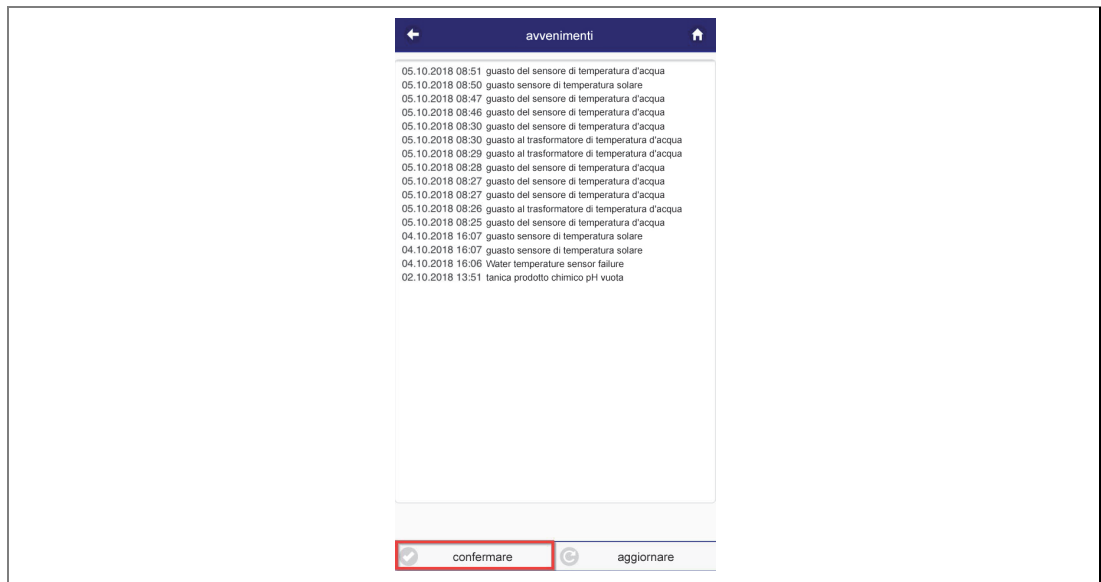 avvenimenti
05.10.2018 08:51 guasto del sensore di temperatura d'acqua
05.10.2018 08:50 guasto sensore di temperatura solare
05.10.2018 08:47 guasto del sensore di temperatura d'acqua
05.10.2018 08:46 guasto del sensore di temperatura d'acqua
05.10.2018 08:30 guasto del sensore di temperatura d'acqua
05.10.2018 08:30 guasto al trasformatore di temperatura d'acqua
05.10.2018 08:29 guasto al trasformatore di temperatura d'acqua
05.10.2018 08:28 guasto del sensore di temperatura d'acqua
05.10.2018 08:27 guasto del sensore di temperatura d'acqua
05.10.2018 08:27 guasto del sensore di temperatura d'acqua
05.10.2018 08:26 guasto al trasformatore di temperatura d'acqua
05.10.2018 08:25 guasto del sensore di temperatura d'acqua
04.10.2018 16:07 guasto sensore di temperatura solare
04.10.2018 16:07 guasto sensore di temperatura solare
04.10.2018 16:06 Water temperature sensor failure
02.10.2018 13:51 tanica prodotto chimico pH vuota
confermare aggiornare